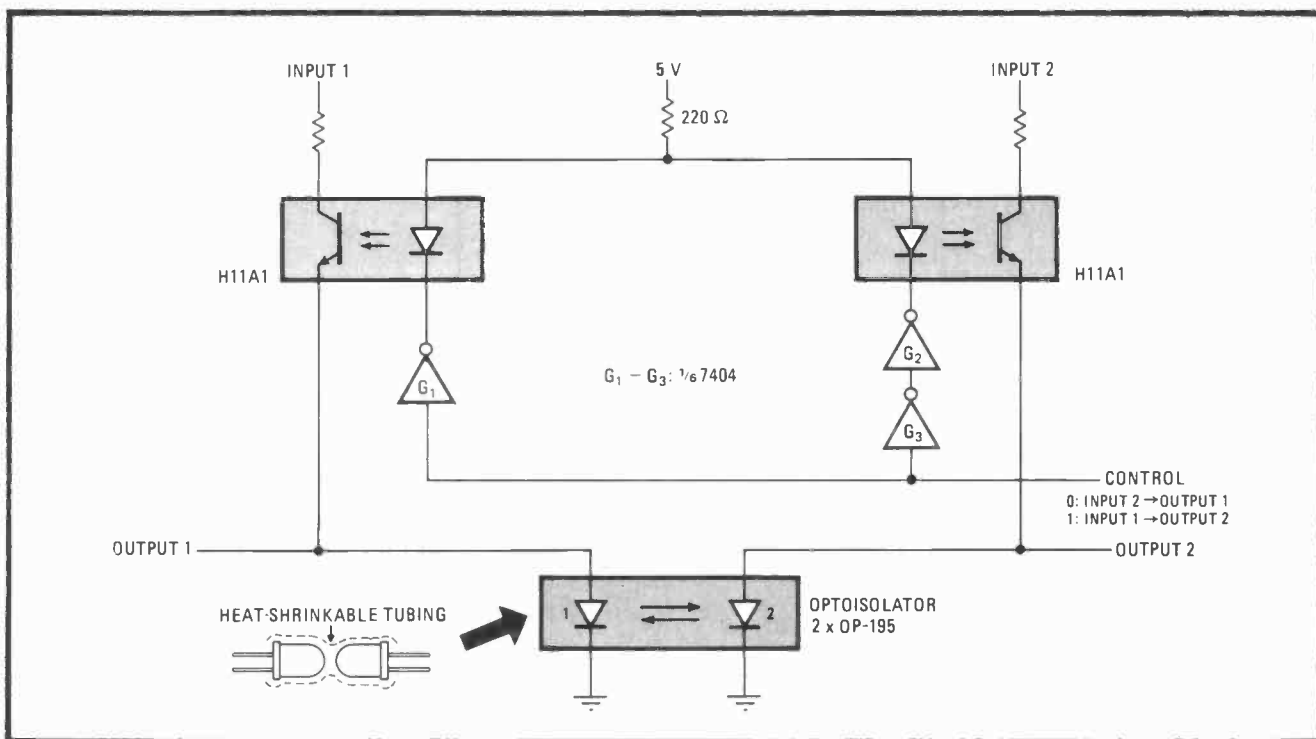 INPUT 1
5 V
INPUT 2
220 Ω
H11A1
H11A1
G₁
G₁ – G₃: ⅙ 7404
G₂
G₃
CONTROL
0: INPUT 2 → OUTPUT 1
1: INPUT 1 → OUTPUT 2
OUTPUT 1
OUTPUT 2
HEAT-SHRINKABLE TUBING
1
2
OPTOISOLATOR
2 x OP-195